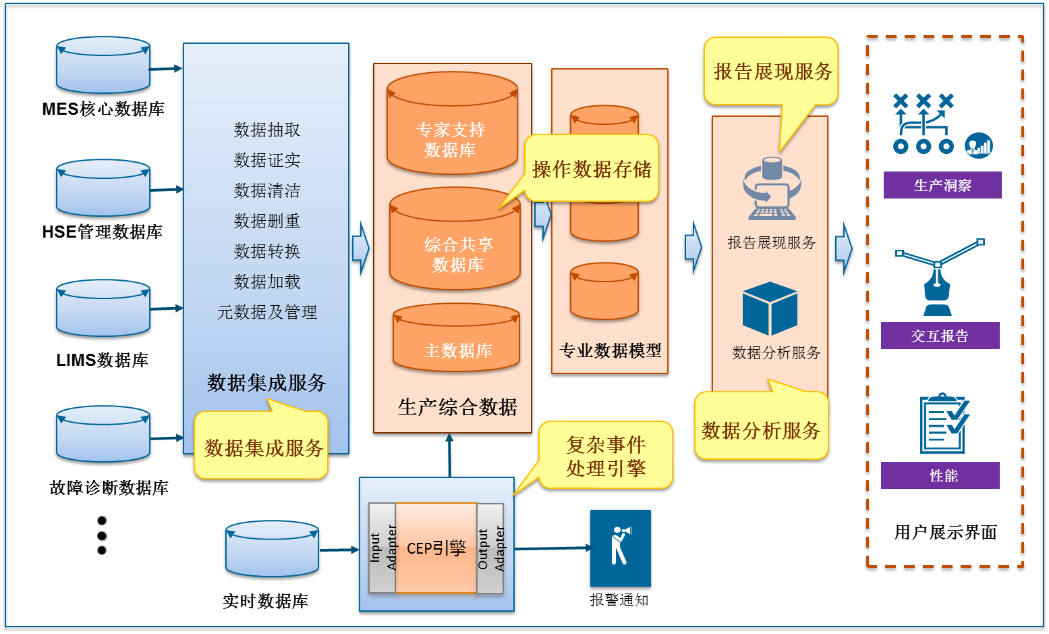 MES核心数据库
HSE管理数据库
LIMS数据库
故障诊断数据库
数据抽取
数据证实
数据清洁
数据删重
数据转换
数据加载
元数据及管理
数据集成服务
数据集成服务
专家支持
数据库
综合共享
数据库
主数据库
生产综合数据
操作数据存储
专业数据模型
报告展现服务
报告展现服务
数据分析服务
数据分析服务
生产洞察
交互报告
性能
用户展示界面
复杂事件
处理引擎
实时数据库
Input
Adapter
CEP引擎
Output
Adapter
报警通知